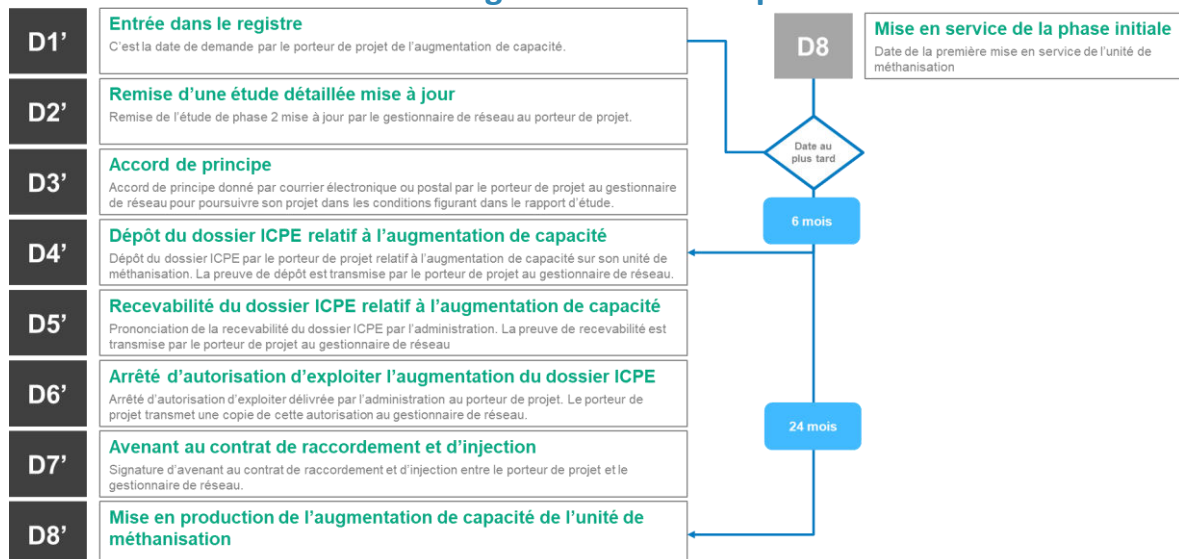 D1'
Entrée dans le registre
C'est la date de demande par le porteur de projet de l'augmentation de capacité.
D8
Mise en service de la phase initiale
Date de la première mise en service de l'unité de
méthanisation
D2'
Remise d'une étude détaillée mise à jour
Remise de l'étude de phase 2 mise à jour par le gestionnaire de réseau au porteur de projet.
Date au
plus tard
D3'
Accord de principe
Accord de principe donné par courrier électronique ou postal par le porteur de projet au gestionnaire
de réseau pour poursuivre son projet dans les conditions figurant dans le rapport d'étude.
6 mois
D4'
Dépôt du dossier ICPE relatif à l'augmentation de capacité
Dépôt du dossier ICPE par le porteur de projet relatif à l'augmentation de capacité sur son unité de
méthanisation. La preuve de dépôt est transmise par le porteur de projet au gestionnaire de réseau.
D5'
Recevabilité du dossier ICPE relatif à l'augmentation de capacité
Prononciation de la recevabilité du dossier ICPE par l'administration. La preuve de recevabilité est
transmise par le porteur de projet au gestionnaire de réseau
D6'
Arrêté d'autorisation d'exploiter l'augmentation du dossier ICPE
Arrêté d'autorisation d'exploiter délivrée par l'administration au porteur de projet. Le porteur de
projet transmet une copie de cette autorisation au gestionnaire de réseau.
24 mois
D7'
Avenant au contrat de raccordement et d'injection
Signature d'avenant au contrat de raccordement et d'injection entre le porteur de projet et le
gestionnaire de réseau.
D8'
Mise en production de l'augmentation de capacité de l'unité de
méthanisation